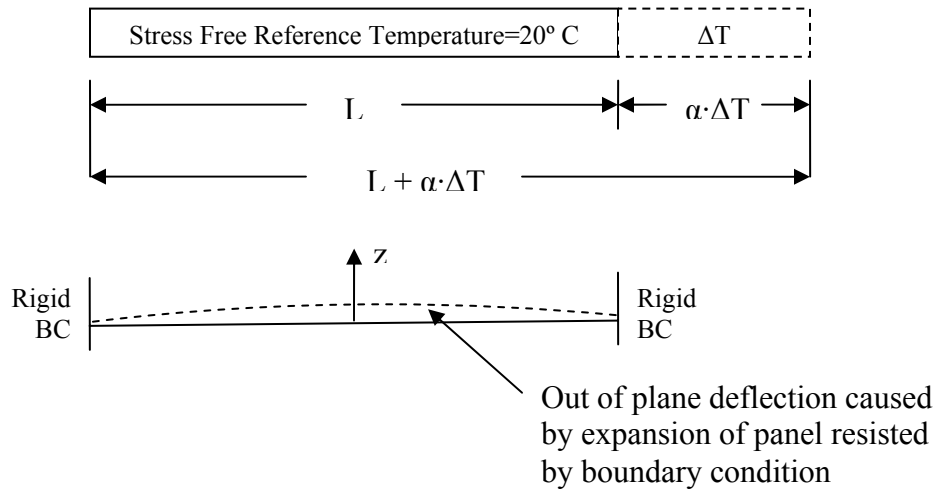 Stress Free Reference Temperature=20º C
ΔT
L
α·ΔT
L + α·ΔT
z
Rigid
BC
Rigid
BC
Out of plane deflection caused
by expansion of panel resisted
by boundary condition